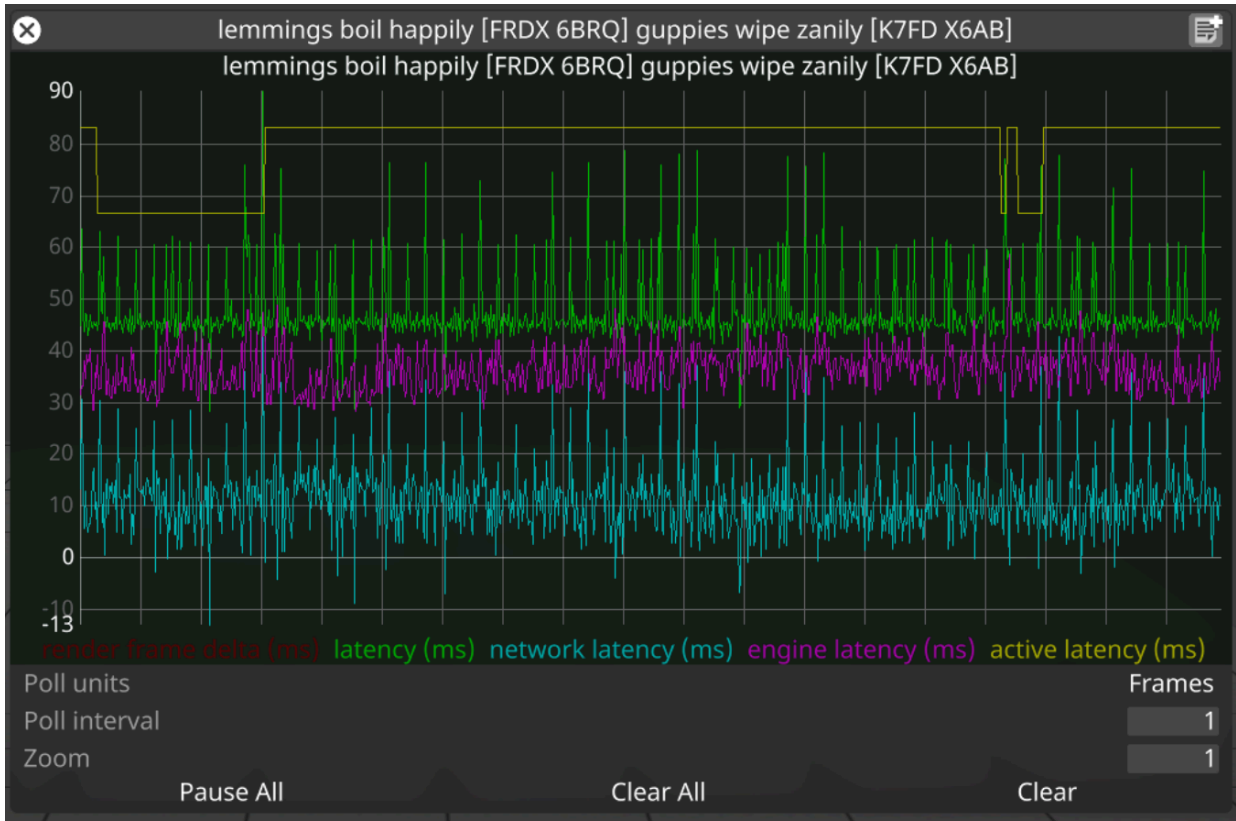 lemmings boil happily [FRDX 6BRQ] guppies wipe zanily [K7FD X6AB]
lemmings boil happily [FRDX 6BRQ] guppies wipe zanily [K7FD X6AB]
90
80
70
60
50
40
30
20
10
0
-10
-13
render frame delta (ms) latency (ms) network latency (ms) engine latency (ms) active latency (ms)
Poll units Frames
Poll interval 1
Zoom 1
Pause All Clear All Clear